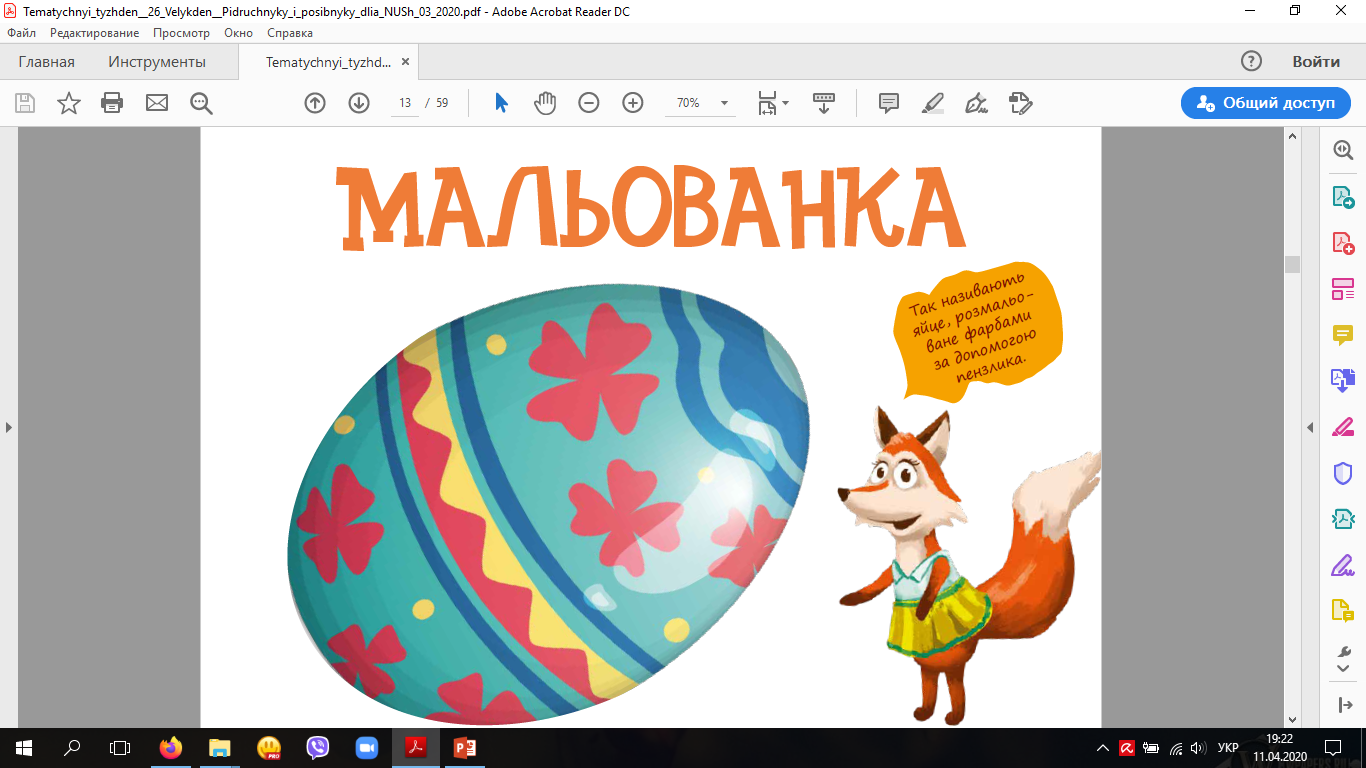 Tematychnyi_tyzhden__26_Velykden__Pidruchnyky_i_posibnyky_dlia_NUSh_03_2020.pdf - Adobe Acrobat Reader DC
Файл Редактирование Просмотр Окно Справка
Главная Инструменты Tematychnyi_tyzhd... × Войти
13 / 59 70% Общий доступ
МАЛЬОВАНКА
Так називають
яйце, розмальо-
ване фарбами
за допомогою
пензлика.
PRO
УКР
19:22
11.04.2020